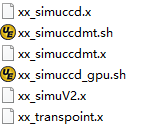 xx_simuccd.x
xx_simuccdmt.sh
xx_simuccdmt.x
xx_simuccd_gpu.sh
xx_simuV2.x
xx_transpoint.x